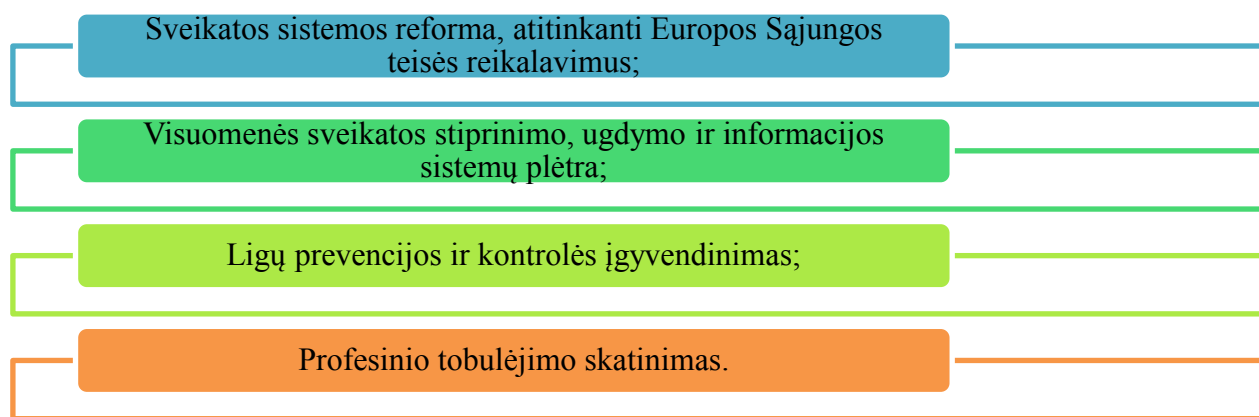 Sveikatos sistemos reforma, atitinkanti Europos Sąjungos
teisės reikalavimus;
Visuomenės sveikatos stiprinimo, ugdymo ir informacijos
sistemų plėtra;
Ligų prevencijos ir kontrolės įgyvendinimas;
Profesinio tobulėjimo skatinimas.